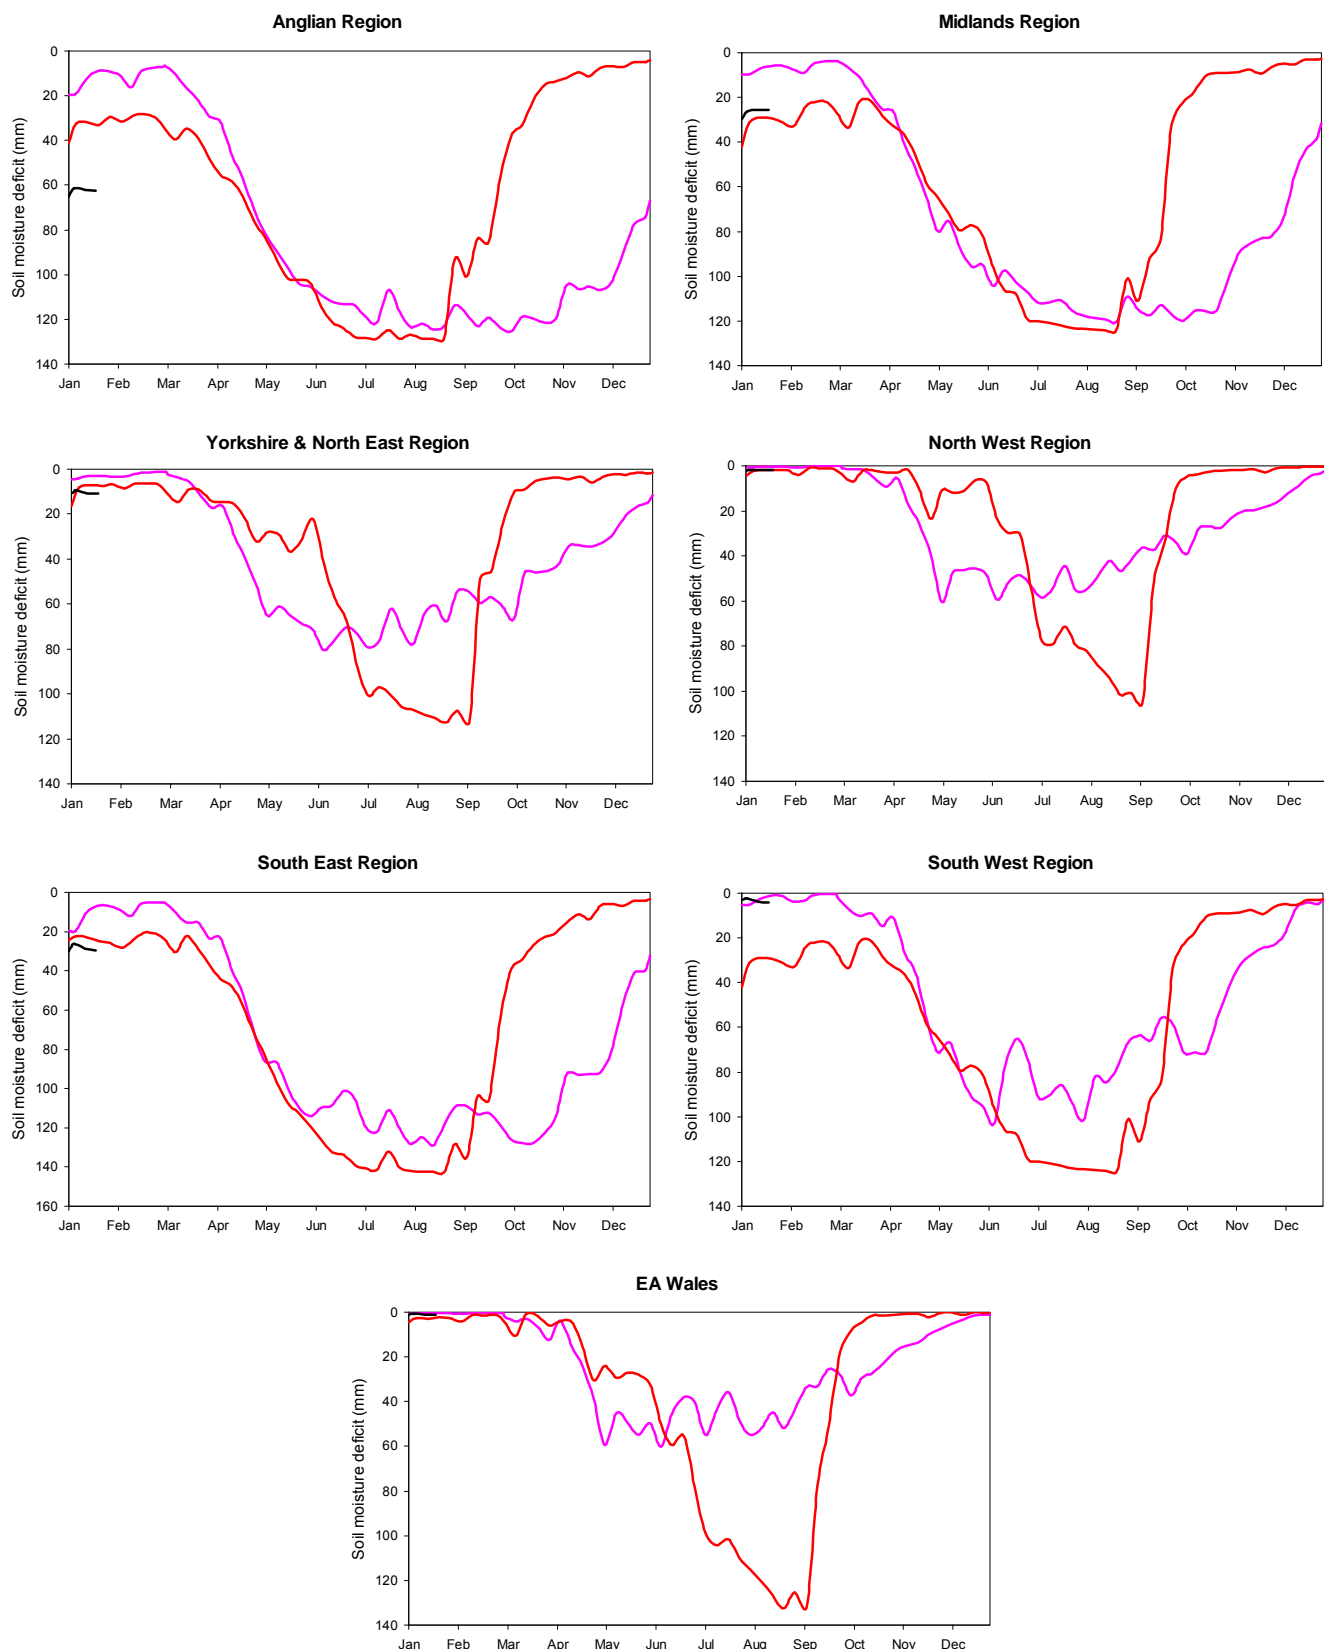 Anglian Region
Midlands Region
Soil moisture deficit (mm)
0
20
40
60
80
100
120
140
Jan Feb Mar Apr May Jun Jul Aug Sep Oct Nov Dec
Soil moisture deficit (mm)
0
20
40
60
80
100
120
140
Jan Feb Mar Apr May Jun Jul Aug Sep Oct Nov Dec
Yorkshire & North East Region
North West Region
Soil moisture deficit (mm)
0
20
40
60
80
100
120
140
Jan Feb Mar Apr May Jun Jul Aug Sep Oct Nov Dec
Soil moisture deficit (mm)
0
20
40
60
80
100
120
140
Jan Feb Mar Apr May Jun Jul Aug Sep Oct Nov Dec
South East Region
South West Region
Soil moisture deficit (mm)
0
20
40
60
80
100
120
140
160
Jan Feb Mar Apr May Jun Jul Aug Sep Oct Nov Dec
Soil moisture deficit (mm)
0
20
40
60
80
100
120
140
Jan Feb Mar Apr May Jun Jul Aug Sep Oct Nov Dec
EA Wales
Soil moisture deficit (mm)
0
20
40
60
80
100
120
140
Jan Feb Mar Apr May Jun Jul Aug Sep Oct Nov Dec